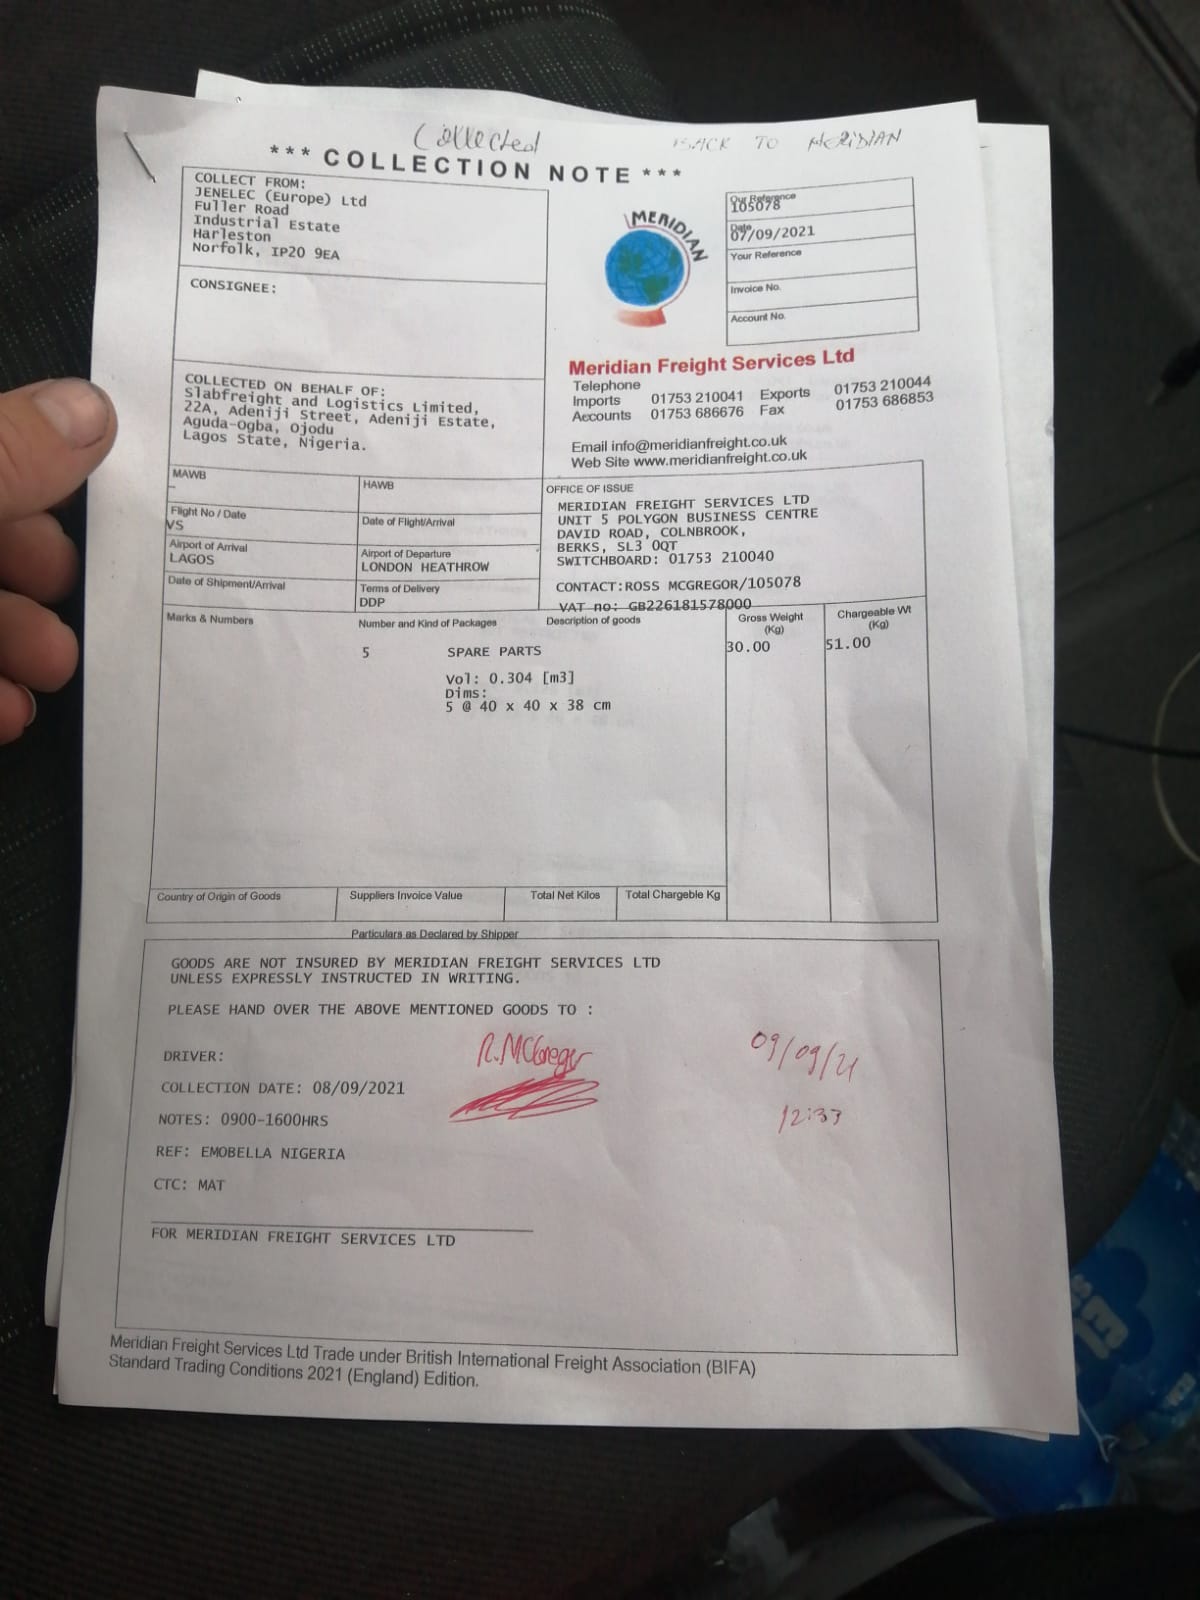 Collected
BACK TO MERIDIAN
*** COLLECTION NOTE ***
COLLECT FROM:
JENELEC (Europe) Ltd
Fuller Road
Industrial Estate
Harleston
Norfolk, IP20 9EA
CONSIGNEE:
COLLECTED ON BEHALF OF:
Slabfreight and Logistics Limited,
22A, Adeniji Street, Adeniji Estate,
Aguda-Ogba, Ojodu
Lagos State, Nigeria.
MERIDIAN
Our Reference
105078
Date
07/09/2021
Your Reference
Invoice No.
Account No.
Meridian Freight Services Ltd
Telephone
Imports 01753 210041 Exports 01753 210044
Accounts 01753 686676 Fax 01753 686853
Email info@meridianfreight.co.uk
Web Site www.meridianfreight.co.uk
MAWB
–
HAWB
Flight No / Date
VS
Date of Flight/Arrival
Airport of Arrival
LAGOS
Airport of Departure
LONDON HEATHROW
Date of Shipment/Arrival
Terms of Delivery
DDP
OFFICE OF ISSUE
MERIDIAN FREIGHT SERVICES LTD
UNIT 5 POLYGON BUSINESS CENTRE
DAVID ROAD, COLNBROOK,
BERKS, SL3 0QT
SWITCHBOARD: 01753 210040
CONTACT:ROSS MCGREGOR/105078
VAT no: GB226181578000
Marks & Numbers
Number and Kind of Packages
Description of goods
Gross Weight
(Kg)
Chargeable Wt
(Kg)
5 SPARE PARTS
30.00
51.00
Vol: 0.304 [m3]
Dims:
5 @ 40 x 40 x 38 cm
Country of Origin of Goods
Suppliers Invoice Value
Total Net Kilos
Total Chargeble Kg
Particulars as Declared by Shipper
GOODS ARE NOT INSURED BY MERIDIAN FREIGHT SERVICES LTD
UNLESS EXPRESSLY INSTRUCTED IN WRITING.
PLEASE HAND OVER THE ABOVE MENTIONED GOODS TO :
DRIVER:
R.MCGregor
09/09/21
COLLECTION DATE: 08/09/2021
12:33
NOTES: 0900-1600HRS
REF: EMOBELLA NIGERIA
CTC: MAT
FOR MERIDIAN FREIGHT SERVICES LTD
Meridian Freight Services Ltd Trade under British International Freight Association (BIFA)
Standard Trading Conditions 2021 (England) Edition.